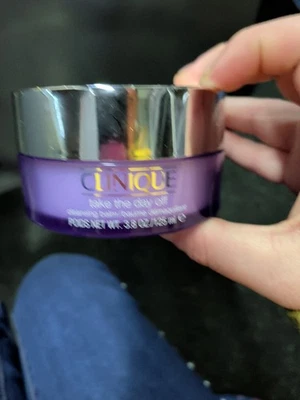 CLINIQUE
take the day off
cleansing balm/baume démaquillant
POIDS NET WT. 3.8 OZ./125 ml ℮